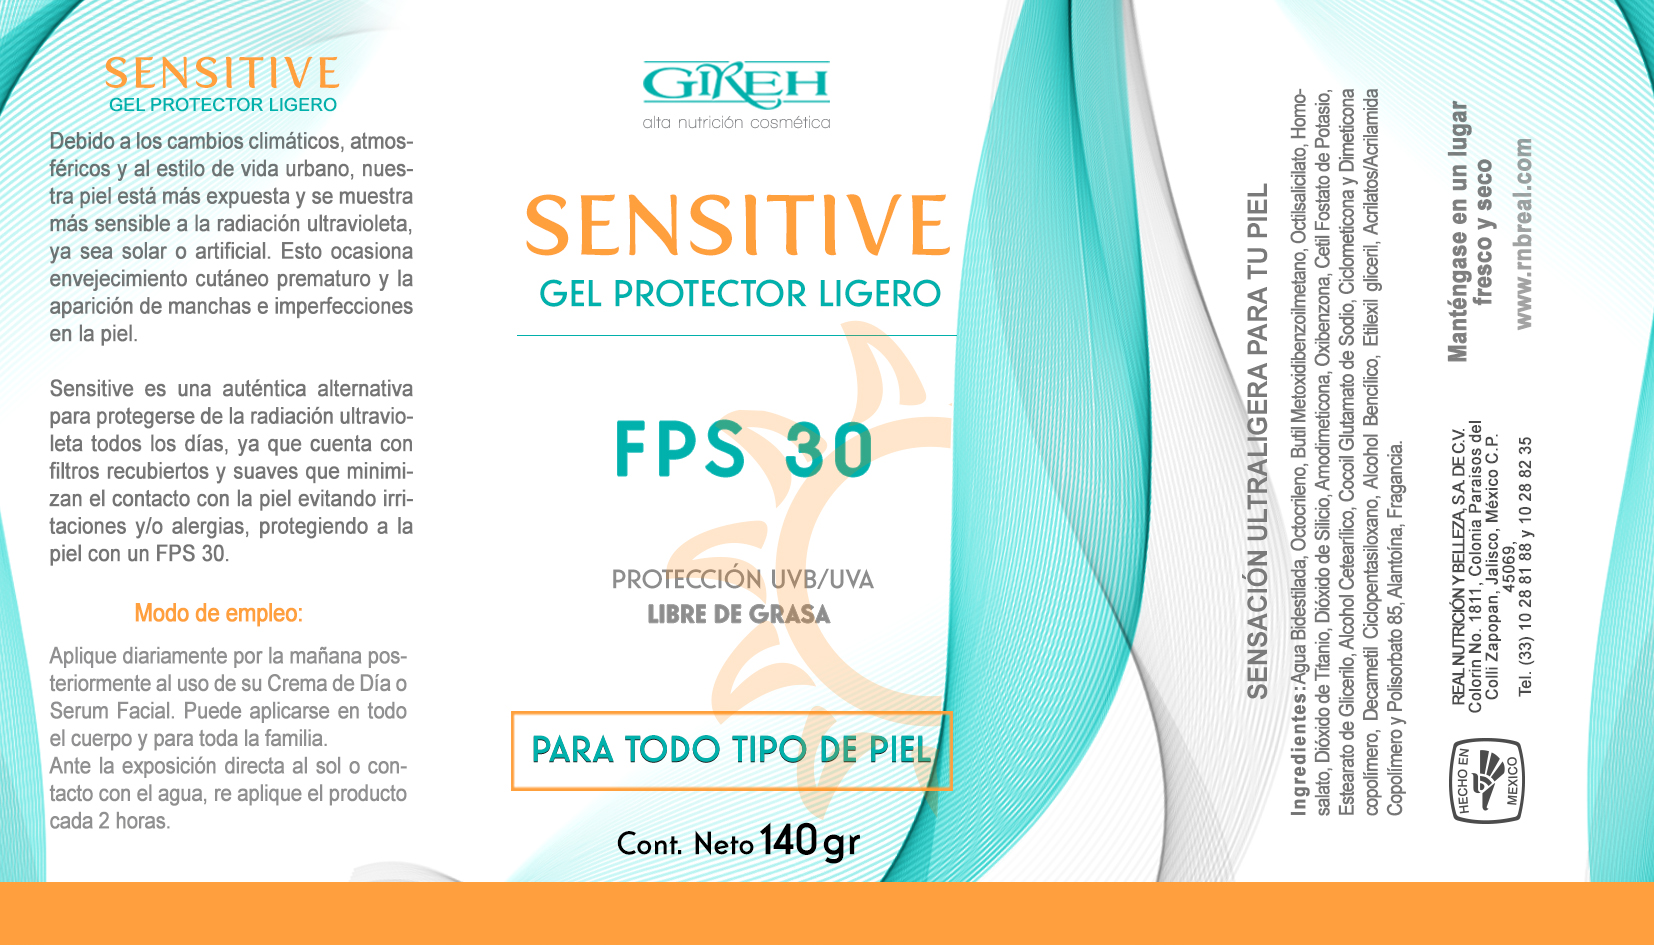 SENSITIVE
GEL PROTECTOR LIGERO
Debido a los cambios climáticos, atmos-
féricos y al estilo de vida urbano, nues-
tra piel está más expuesta y se muestra
más sensible a la radiación ultravioleta,
ya sea solar o artificial. Esto ocasiona
envejecimiento cutáneo prematuro y la
aparición de manchas e imperfecciones
en la piel.
Sensitive es una auténtica alternativa
para protegerse de la radiación ultravio-
leta todos los días, ya que cuenta con
filtros recubiertos y suaves que minimi-
zan el contacto con la piel evitando irri-
taciones y/o alergias, protegiendo a la
piel con un FPS 30.
Modo de empleo:
Aplique diariamente por la mañana pos-
teriormente al uso de su Crema de Día o
Serum Facial. Puede aplicarse en todo
el cuerpo y para toda la familia.
Ante la exposición directa al sol o con-
tacto con el agua, re aplique el producto
cada 2 horas.
GIREH
alta nutrición cosmética
SENSITIVE
GEL PROTECTOR LIGERO
FPS 30
PROTECCIÓN UVB/UVA
LIBRE DE GRASA
PARA TODO TIPO DE PIEL
Cont. Neto 140 gr
SENSACIÓN ULTRALIGERA PARA TU PIEL
Ingredientes: Agua Bidestilada, Octocrileno, Butil Metoxidibenzoilmetano, Octilsalicilato, Homo-
salato, Dióxido de Titanio, Dióxido de Silicio, Amodimeticona, Oxibenzona, Cetil Fostato de Potasio,
Estearato de Glicerilo, Alcohol Cetearílico, Cocoil Glutamato de Sodio, Ciclometicona y Dimeticona
copolímero, Decametil Ciclopentasiloxano, Alcohol Bencílico, Etilexil gliceril, Acrilatos/Acrilamida
Copolímero y Polisorbato 85, Alantoína, Fragancia.
Manténgase en un lugar
fresco y seco
www.rnbreal.com
REAL NUTRICIÓN Y BELLEZA, S.A. DE C.V.
Colorin No. 1811, Colonia Paraisos del
Colli Zapopan, Jalisco, México C.P.
45069,
Tel. (33) 10 28 81 88 y 10 28 82 35
HECHO EN
MEXICO